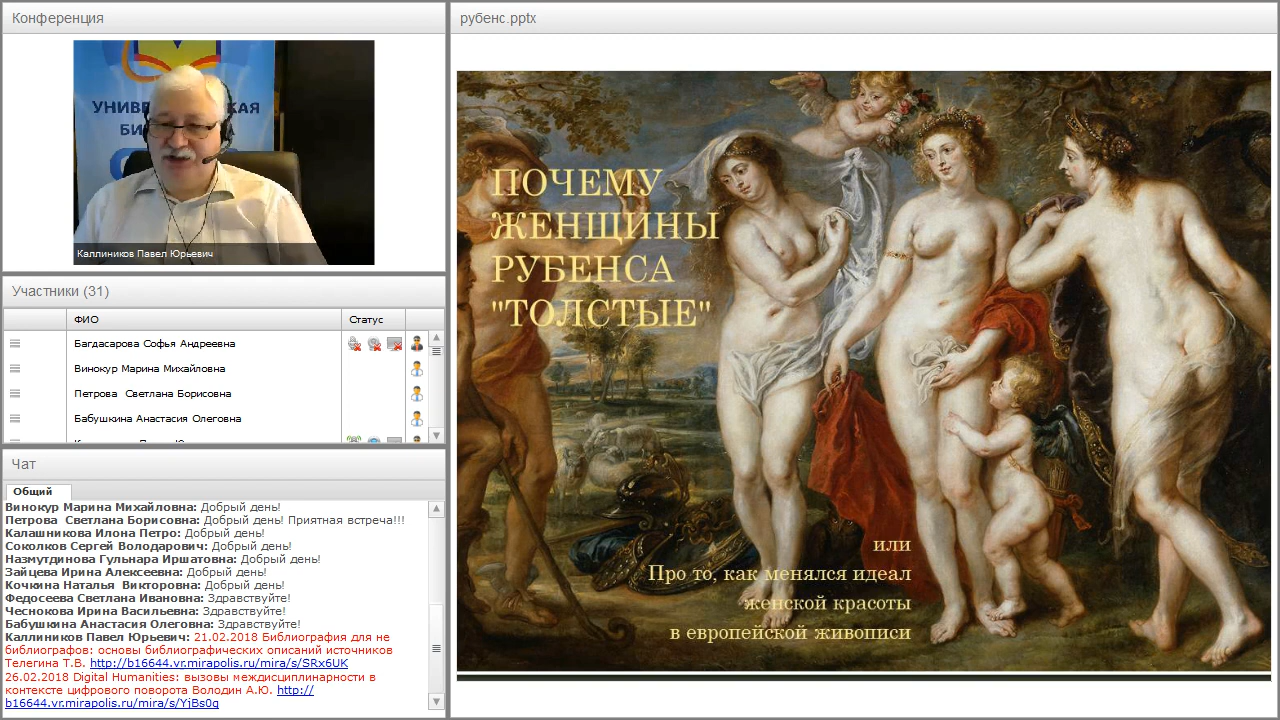 Конференция
УНИВЕ
КАЯ
БИ
Каллиников Павел Юрьевич
Участники (31)
ФИО
Статус
Багдасарова Софья Андреевна
Винокур Марина Михайловна
Петрова Светлана Борисовна
Бабушкина Анастасия Олеговна
Чат
Общий
Винокур Марина Михайловна: Добрый день!
Петрова Светлана Борисовна: Добрый день! Приятная встреча!!!
Калашникова Илона Петро: Добрый день!
Соколков Сергей Володарович: Добрый день!
Назмутдинова Гульнара Иршатовна: Добрый день!
Зайцева Ирина Алексеевна: Добрый день!
Кочкина Наталья Викторовна: Добрый день!
Федосеева Светлана Ивановна: Здравствуйте!
Чеснокова Ирина Васильевна: Здравствуйте!
Бабушкина Анастасия Олеговна: Здравствуйте!
Каллиников Павел Юрьевич: 21.02.2018 Библиография для не
библиографов: основы библиографических описаний источников
Телегина Т.В. http://b16644.vr.mirapolis.ru/mira/s/SRx6UK
26.02.2018 Digital Humanities: вызовы междисциплинарности в
контексте цифрового поворота Володин А.Ю. http://
b16644.vr.mirapolis.ru/mira/s/YjBs0q
рубенс.pptx
ПОЧЕМУ
ЖЕНЩИНЫ
РУБЕНСА
"ТОЛСТЫЕ"
или
Про то, как менялся идеал
женской красоты
в европейской живописи